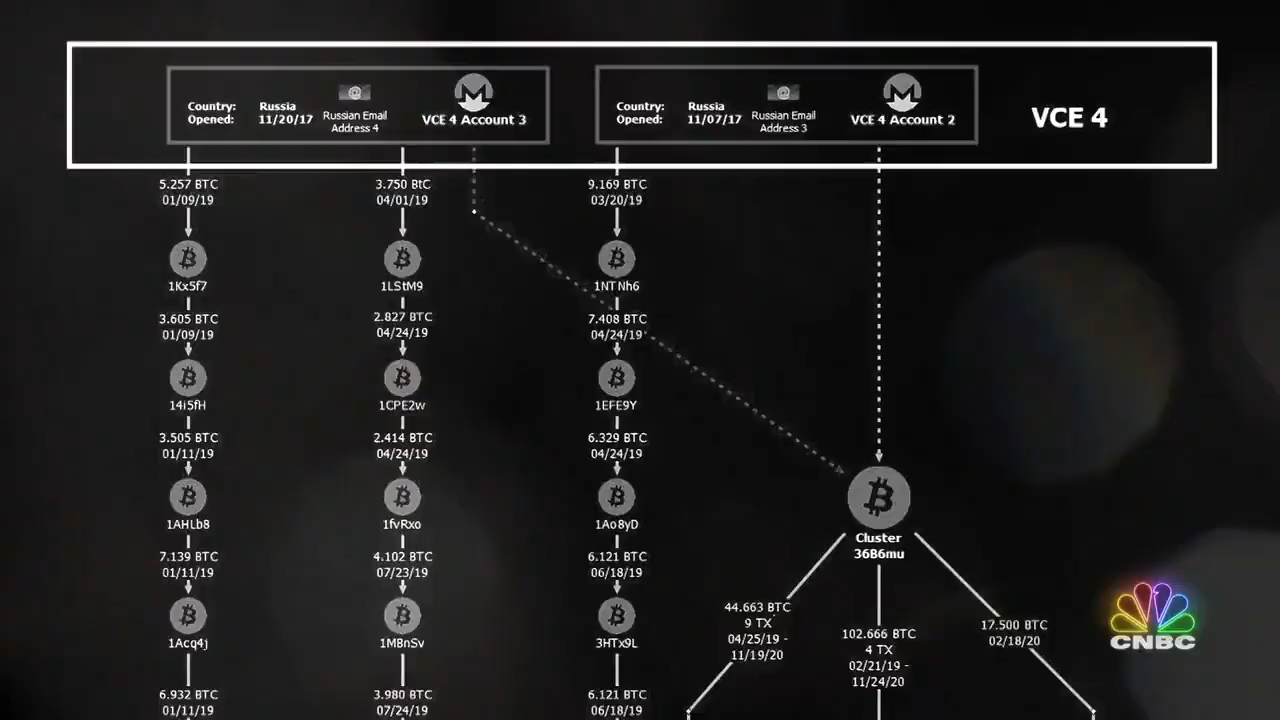 Country: Russia
Opened: 11/20/17
@
Russian Email
Address 4
VCE 4 Account 3
Country: Russia
Opened: 11/07/17
@
Russian Email
Address 3
VCE 4 Account 2
VCE 4
5.257 BTC
01/09/19
3.750 BtC
04/01/19
9.169 BTC
03/20/19
1Kx5f7
1LStM9
1NTNh6
3.605 BTC
01/09/19
2.827 BTC
04/24/19
7.408 BTC
04/24/19
14i5fH
1CPE2w
1EFE9Y
3.505 BTC
01/11/19
2.414 BTC
04/24/19
6.329 BTC
04/24/19
1AHLb8
1fvRxo
1Ao8yD
Cluster
3686mu
7.139 BTC
01/11/19
4.102 BTC
07/23/19
6.121 BTC
06/18/19
44.663 BTC
9 TX
04/25/19 -
11/19/20
102.666 BTC
4 TX
02/21/19 -
11/24/20
17.500 BTC
02/18/20
1Acq4j
1MBnSv
3HTx9L
6.932 BTC
01/11/19
3.980 BTC
07/24/19
6.121 BTC
06/18/19
CNBC